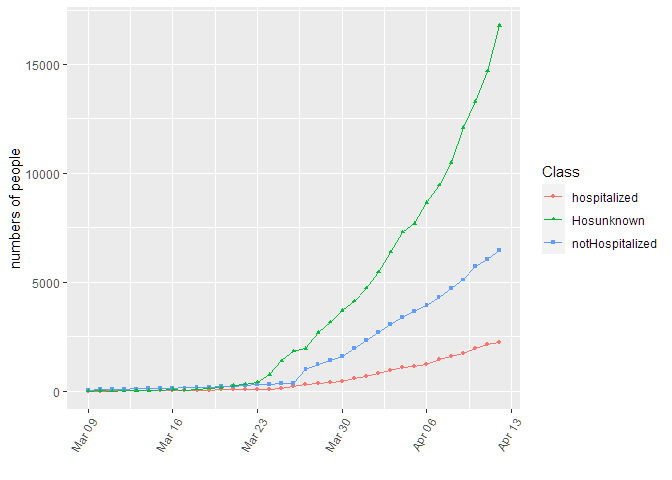 numbers of people
15000
10000
5000
0
Mar 09
Mar 16
Mar 23
Mar 30
Apr 06
Apr 13
Class
hospitalized
Hosunknown
notHospitalized